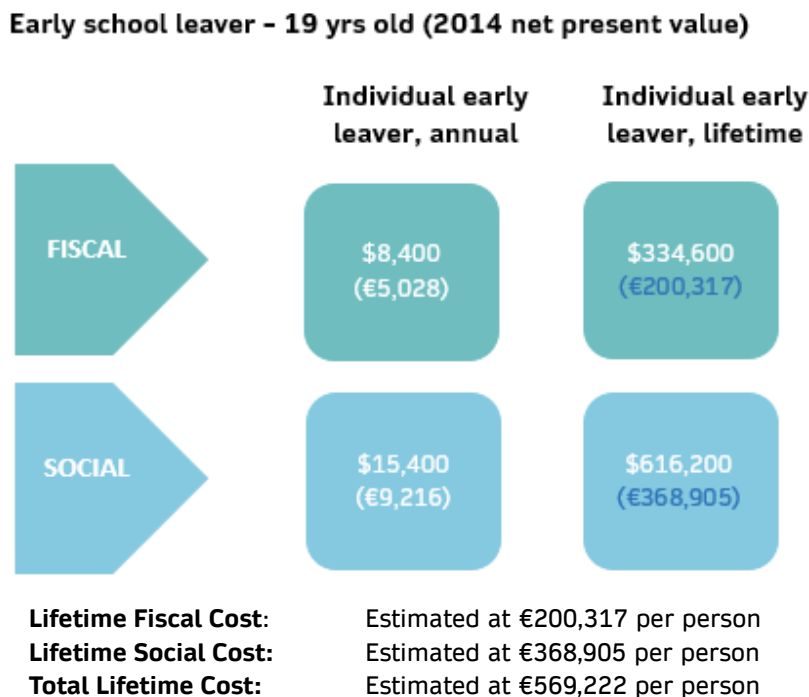 Early school leaver – 19 yrs old (2014 net present value)
Individual early leaver, annual
Individual early leaver, lifetime
FISCAL
$8,400
(€5,028)
$334,600
(€200,317)
SOCIAL
$15,400
(€9,216)
$616,200
(€368,905)
Lifetime Fiscal Cost: Estimated at €200,317 per person
Lifetime Social Cost: Estimated at €368,905 per person
Total Lifetime Cost: Estimated at €569,222 per person